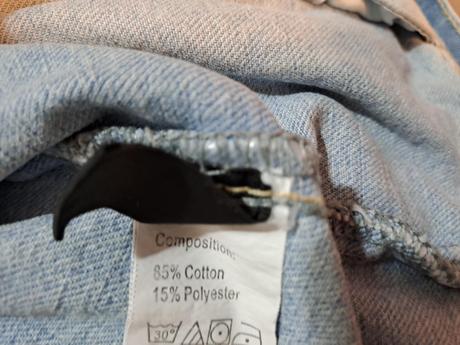 Composition:
85% Cotton
15% Polyester
30°